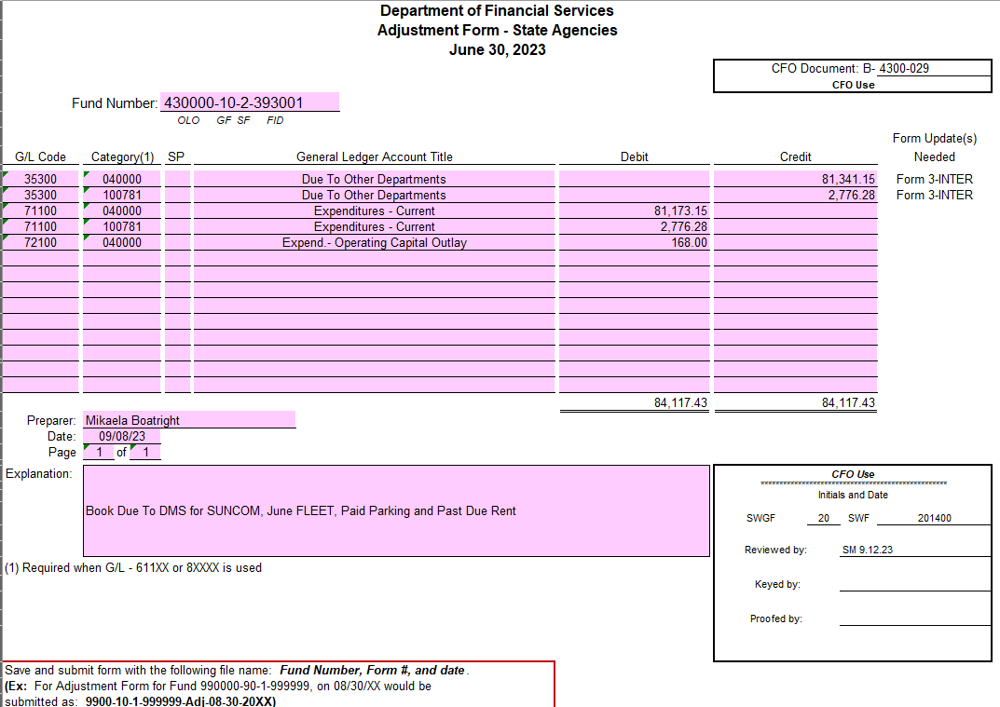 Department of Financial Services
Adjustment Form - State Agencies
June 30, 2023
CFO Document: B- 4300-029
CFO Use
Fund Number: 430000-10-2-393001
OLO GF SF FID
Form Update(s)
G/L Code Category(1) SP General Ledger Account Title Debit Credit Needed
35300 040000 Due To Other Departments 81,341.15 Form 3-INTER
35300 100781 Due To Other Departments 2,776.28 Form 3-INTER
71100 040000 Expenditures - Current 81,173.15
71100 100781 Expenditures - Current 2,776.28
72100 040000 Expend.- Operating Capital Outlay 168.00
84,117.43 84,117.43
Preparer: Mikaela Boatright
Date: 09/08/23
Page 1 of 1
Explanation:
Book Due To DMS for SUNCOM, June FLEET, Paid Parking and Past Due Rent
CFO Use
Initials and Date
SWGF 20 SWF 201400
Reviewed by: SM 9.12.23
Keyed by:
Proofed by:
(1) Required when G/L - 611XX or 8XXXX is used
Save and submit form with the following file name: Fund Number, Form #, and date.
(Ex: For Adjustment Form for Fund 990000-90-1-999999, on 08/30/XX would be
submitted as: 9900-10-1-999999-Adj-08-30-20XX)